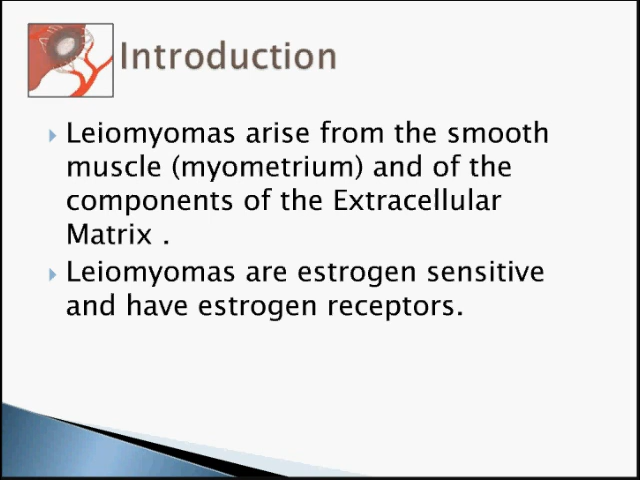 Introduction
Leiomyomas arise from the smooth
muscle (myometrium) and of the
components of the Extracellular
Matrix .
Leiomyomas are estrogen sensitive
and have estrogen receptors.